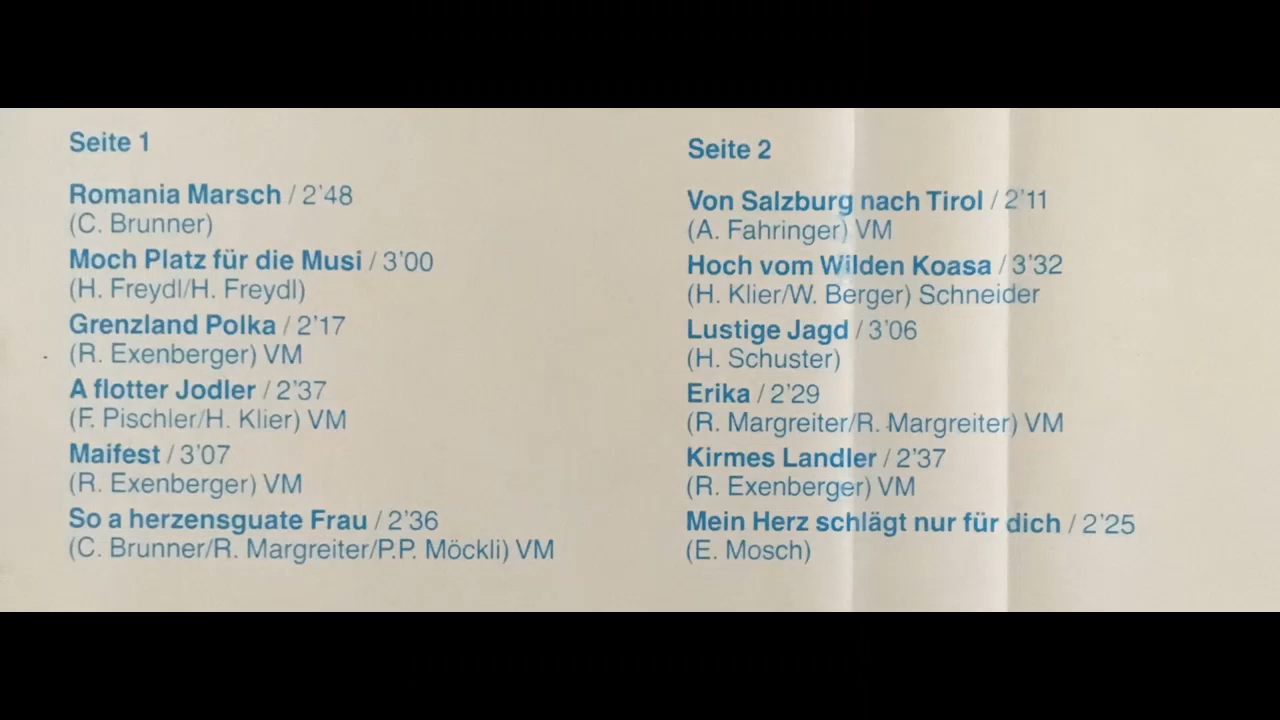 Seite 1
Romania Marsch / 2'48
(C. Brunner)
Moch Platz für die Musi / 3'00
(H. Freydl/H. Freydl)
Grenzland Polka / 2'17
(R. Exenberger) VM
A flotter Jodler / 2'37
(F. Pischler/H. Klier) VM
Maifest / 3'07
(R. Exenberger) VM
So a herzensguate Frau / 2'36
(C. Brunner/R. Margreiter/P.P. Möckli) VM
Seite 2
Von Salzburg nach Tirol / 2'11
(A. Fahringer) VM
Hoch vom Wilden Koasa / 3'32
(H. Klier/W. Berger) Schneider
Lustige Jagd / 3'06
(H. Schuster)
Erika / 2'29
(R. Margreiter/R. Margreiter) VM
Kirmes Landler / 2'37
(R. Exenberger) VM
Mein Herz schlägt nur für dich / 2'25
(E. Mosch)